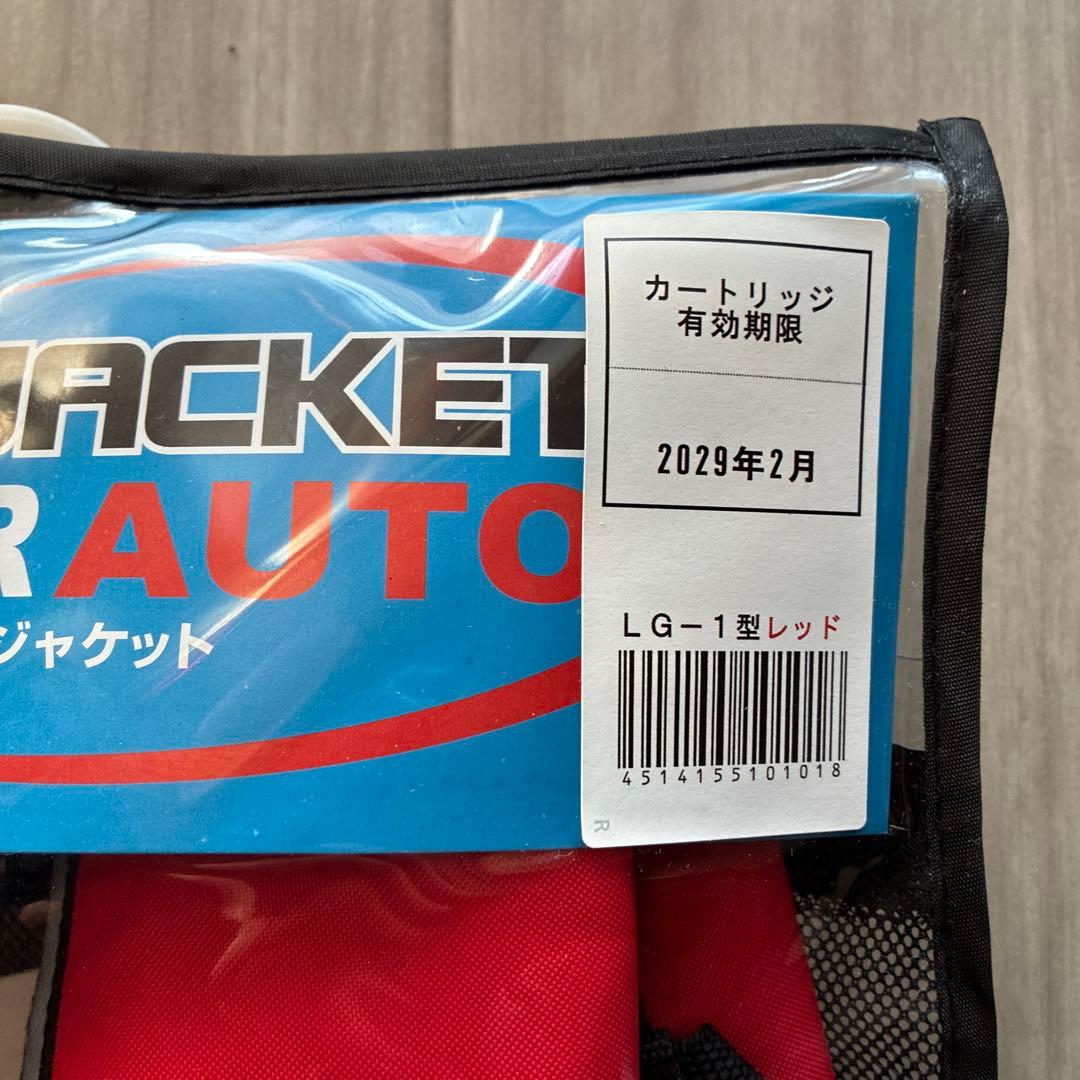 JACKET
R AUTO
ジャケット
カートリッジ
有効期限
2029年2月
LG-1型レッド
4514155101018
R